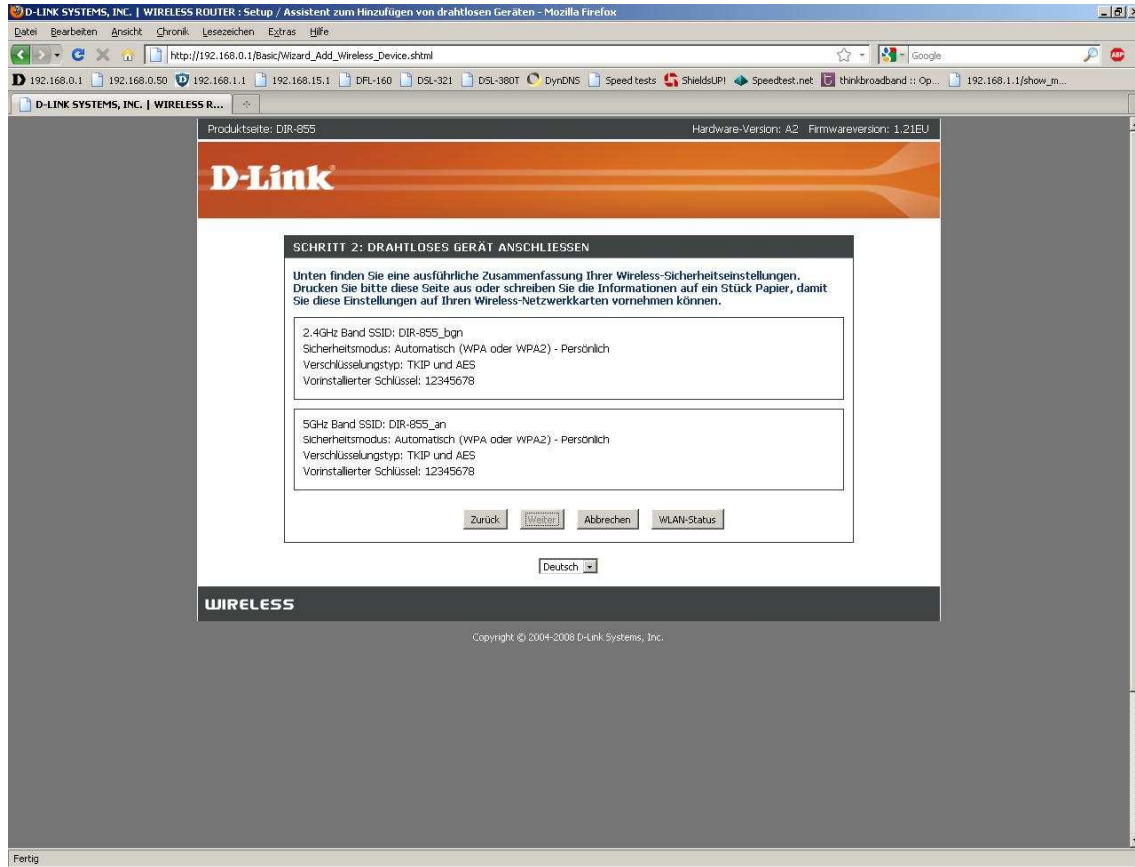 D-LINK SYSTEMS, INC. | WIRELESS ROUTER : Setup / Assistent zum Hinzufügen von drahtlosen Geräten - Mozilla Firefox
Datei Bearbeiten Ansicht Chronik Lesezeichen Extras Hilfe
http://192.168.0.1/Basic/Wizard_Add_Wireless_Device.shtml
Google
ABP
192.168.0.1 192.168.0.50 192.168.1.1 192.168.15.1 DFL-160 DSL-321 DSL-380T DynDNS Speed tests ShieldsUP! Speedtest.net thinkbroadband :: Op... 192.168.1.1/show_m...
D-LINK SYSTEMS, INC. | WIRELESS R...
Produktseite: DIR-855 Hardware-Version: A2 Firmwareversion: 1.21EU
D-Link
SCHRITT 2: DRAHTLOSES GERÄT ANSCHLIESSEN
Unten finden Sie eine ausführliche Zusammenfassung Ihrer Wireless-Sicherheitseinstellungen.
Drucken Sie bitte diese Seite aus oder schreiben Sie die Informationen auf ein Stück Papier, damit
Sie diese Einstellungen auf Ihren Wireless-Netzwerkkarten vornehmen können.
2.4GHz Band SSID: DIR-855_bgn
Sicherheitsmodus: Automatisch (WPA oder WPA2) - Persönlich
Verschlüsselungstyp: TKIP und AES
Vorinstallierter Schlüssel: 12345678
5GHz Band SSID: DIR-855_an
Sicherheitsmodus: Automatisch (WPA oder WPA2) - Persönlich
Verschlüsselungstyp: TKIP und AES
Vorinstallierter Schlüssel: 12345678
Zurück Weiter Abbrechen WLAN-Status
Deutsch
WIRELESS
Copyright © 2004-2008 D-Link Systems, Inc.
Fertig